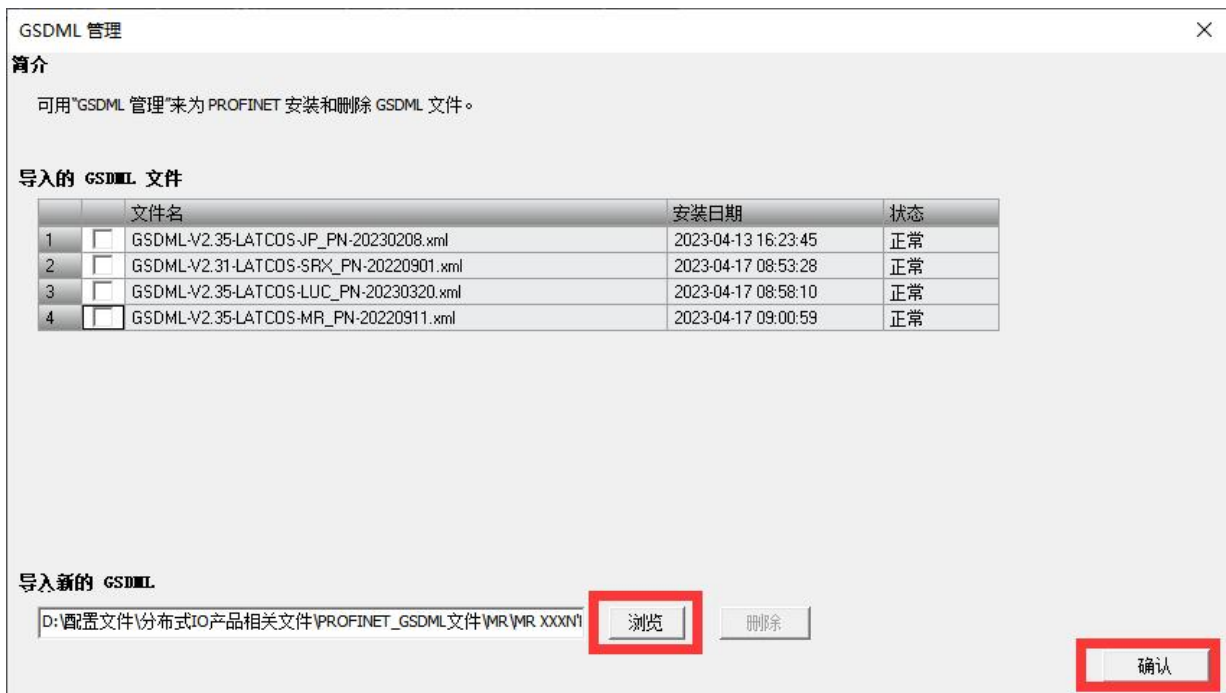 GSDML 管理
简介
可用“GSDML 管理”来为 PROFINET 安装和删除 GSDML 文件。
导入的 GSDML 文件
文件名 安装日期 状态
1 GSDML-V2.35-LATCOS-JP_PN-20230208.xml 2023-04-13 16:23:45 正常
2 GSDML-V2.31-LATCOS-SRX_PN-20220901.xml 2023-04-17 08:53:28 正常
3 GSDML-V2.35-LATCOS-LUC_PN-20230320.xml 2023-04-17 08:58:10 正常
4 GSDML-V2.35-LATCOS-MR_PN-20220911.xml 2023-04-17 09:00:59 正常
导入新的 GSDML
D:\配置文件\分布式IO产品相关文件\PROFINET_GSDML文件\MR\MR XXXN 浏览 删除
确认